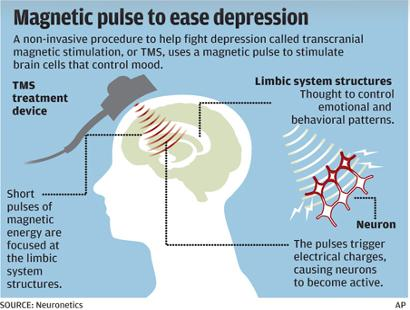 Magnetic pulse to ease depression
A non-invasive procedure to help fight depression called transcranial
magnetic stimulation, or TMS, uses a magnetic pulse to stimulate
brain cells that control mood.
TMS
treatment
device
Limbic system structures
Thought to control
emotional and
behavioral patterns.
Short
pulses of
magnetic
energy are
focused at
the limbic
system
structures.
Neuron
The pulses trigger
electrical charges,
causing neurons
to become active.
SOURCE: Neuronetics
AP